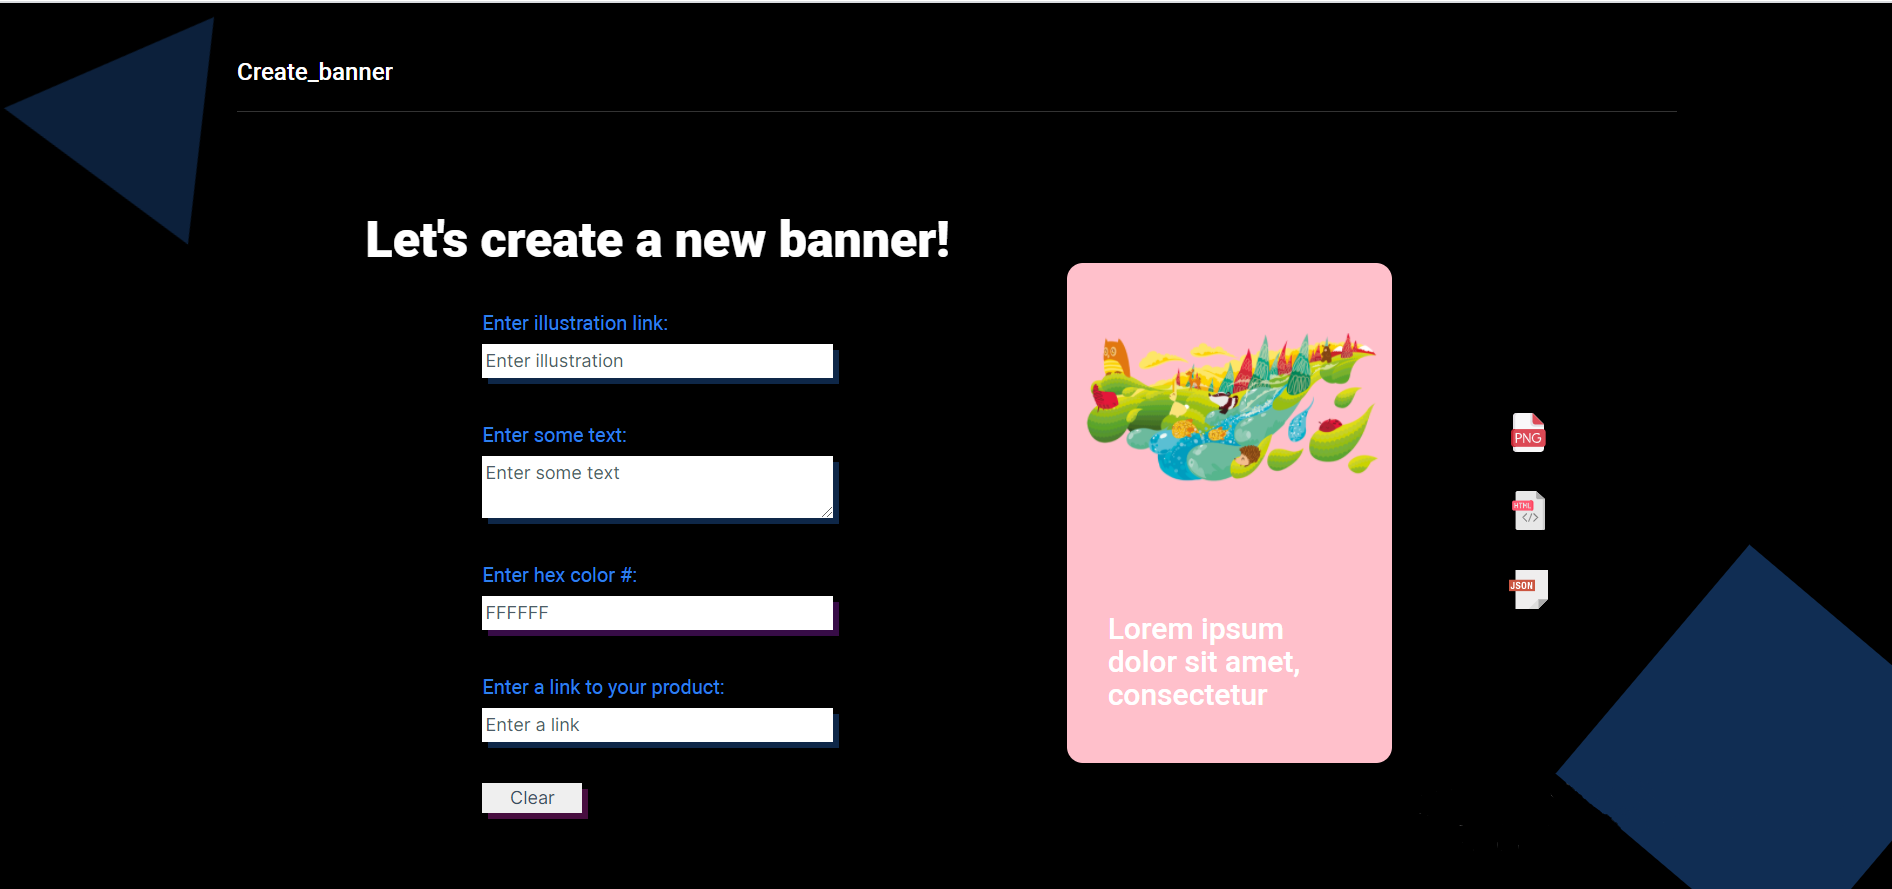 Create_banner
Let's create a new banner!
Enter illustration link:
Enter illustration
Enter some text:
Enter some text
Enter hex color #:
FFFFFF
Enter a link to your product:
Enter a link
Clear
Lorem ipsum
dolor sit amet,
consectetur
PNG
HTML
</>
JSON